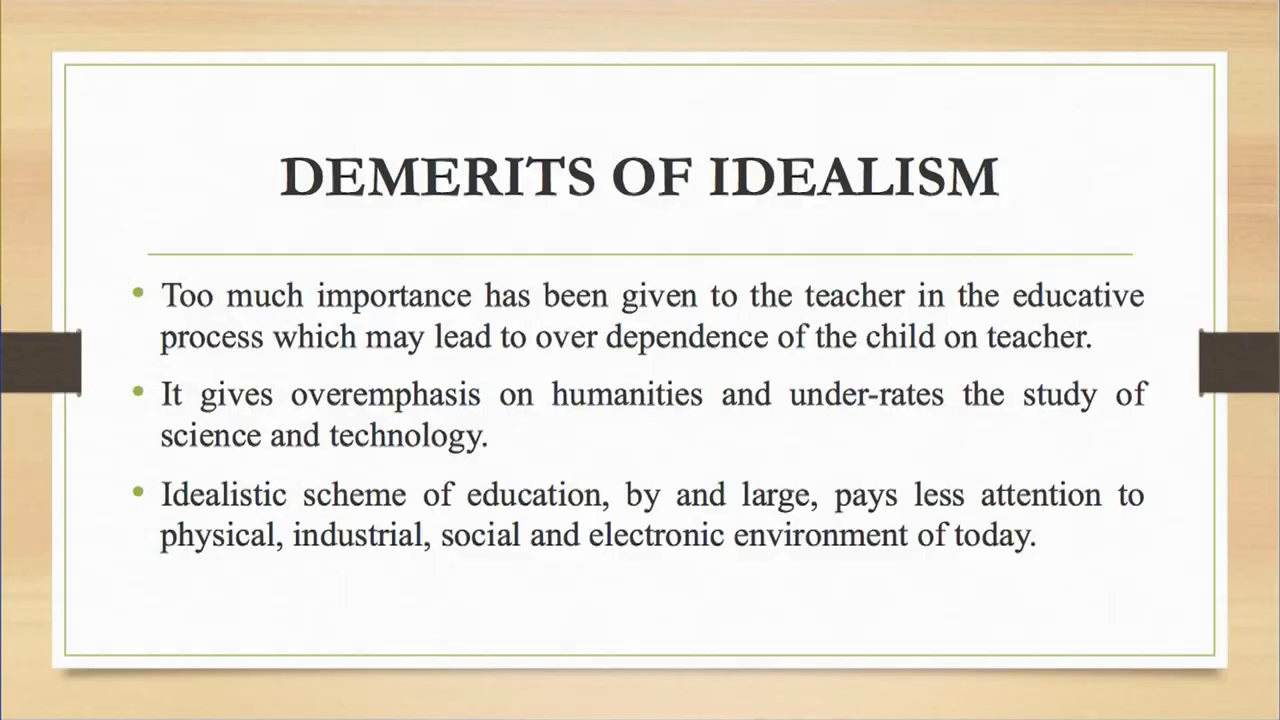 DEMERITS OF IDEALISM
• Too much importance has been given to the teacher in the educative
process which may lead to over dependence of the child on teacher.
• It gives overemphasis on humanities and under-rates the study of
science and technology.
• Idealistic scheme of education, by and large, pays less attention to
physical, industrial, social and electronic environment of today.